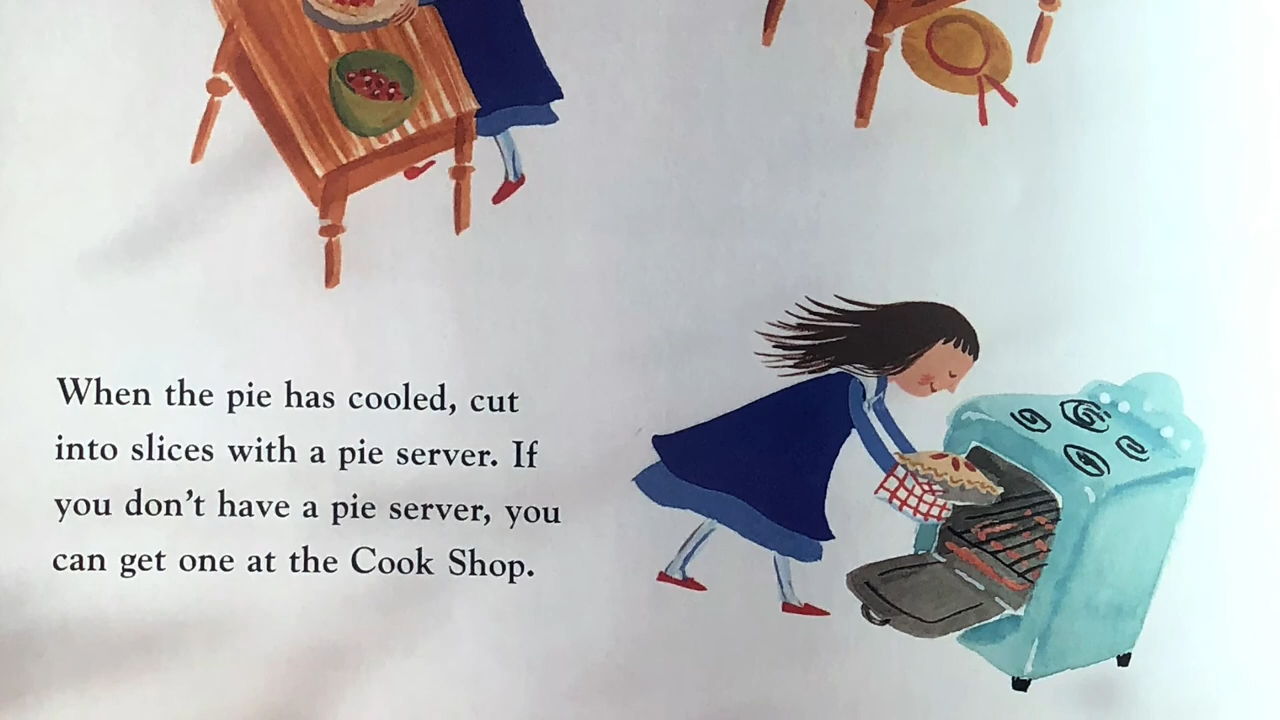 When the pie has cooled, cut
into slices with a pie server. If
you don’t have a pie server, you
can get one at the Cook Shop.